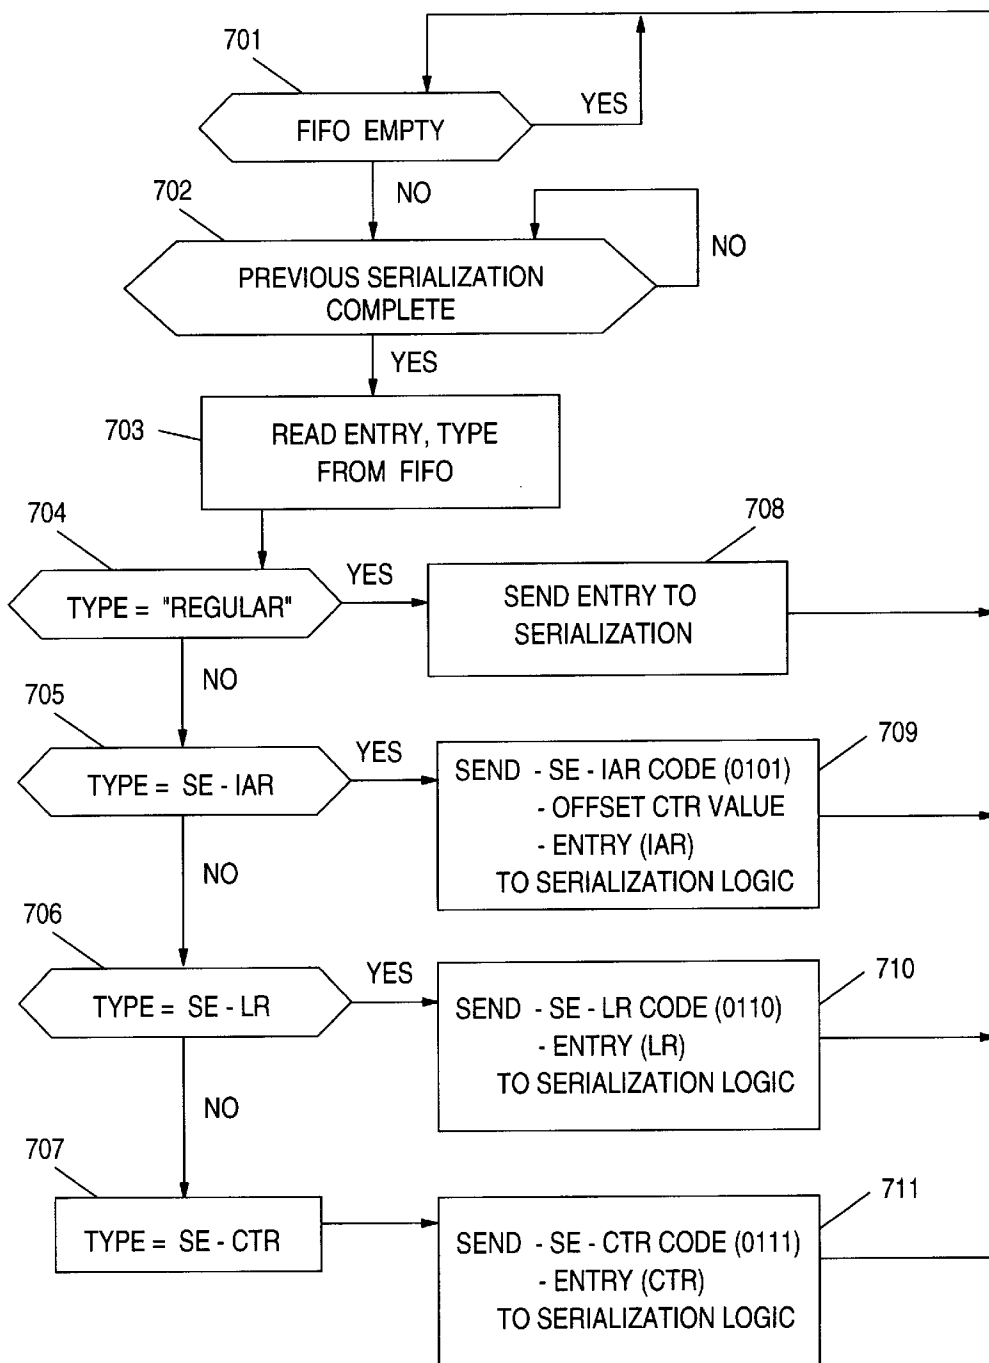 701
FIFO EMPTY
YES
NO
702
PREVIOUS SERIALIZATION
COMPLETE
NO
YES
703
READ ENTRY, TYPE
FROM FIFO
704
TYPE = "REGULAR"
YES
708
SEND ENTRY TO
SERIALIZATION
NO
705
TYPE = SE - IAR
YES
709
SEND - SE - IAR CODE (0101)
- OFFSET CTR VALUE
- ENTRY (IAR)
TO SERIALIZATION LOGIC
NO
706
TYPE = SE - LR
YES
710
SEND - SE - LR CODE (0110)
- ENTRY (LR)
TO SERIALIZATION LOGIC
NO
707
TYPE = SE - CTR
711
SEND - SE - CTR CODE (0111)
- ENTRY (CTR)
TO SERIALIZATION LOGIC